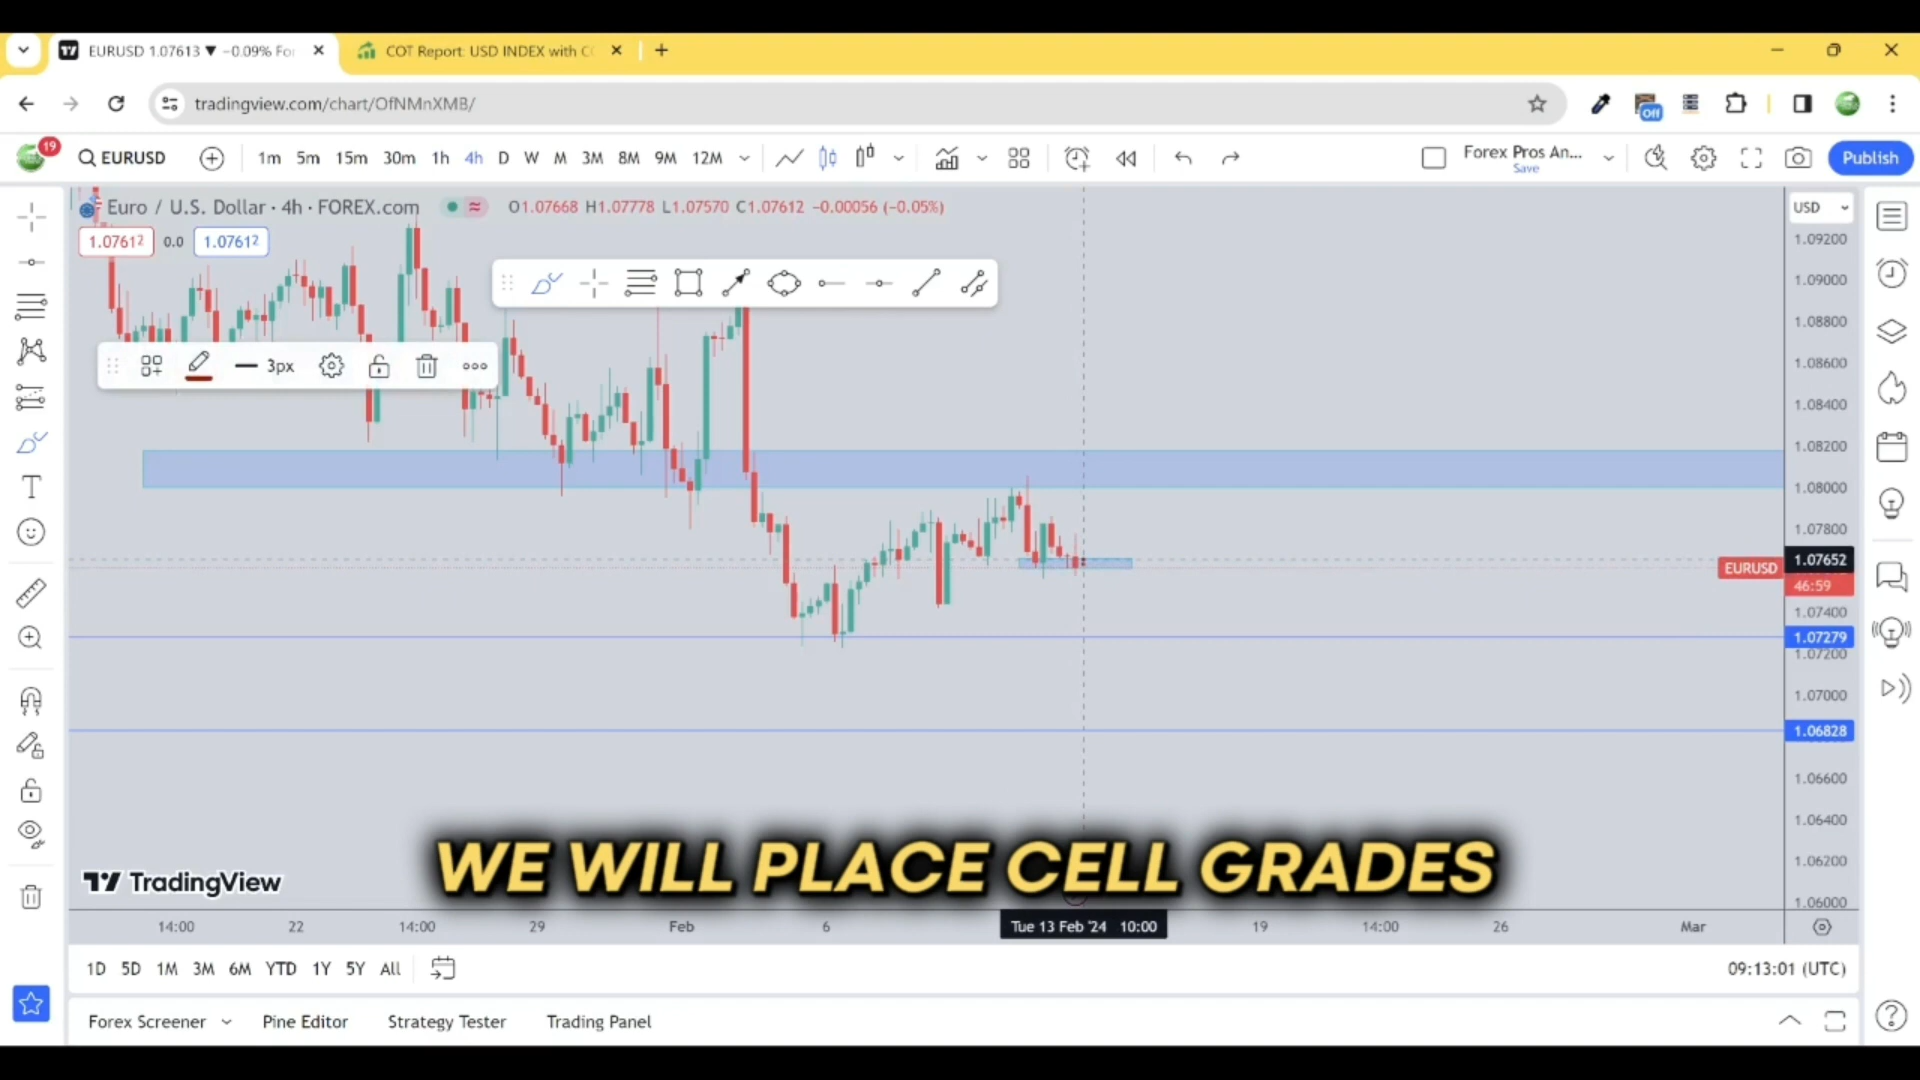 EURUSD 1.07613 ▼ −0.09% For
COT Report: USD INDEX with CO
tradingview.com/chart/OfNMnXMB/
Off
19
EURUSD
1m 5m 15m 30m 1h 4h D W M 3M 8M 9M 12M
Forex Pros An...
Save
Publish
Euro / U.S. Dollar · 4h · FOREX.com
O1.07668 H1.07778 L1.07570 C1.07612 −0.00056 (−0.05%)
USD
1.07612 0.0 1.07612
3px
1.09200
1.09000
1.08800
1.08600
1.08400
1.08200
1.08000
1.07800
1.07652
EURUSD
46:59
1.07400
1.07279
1.07200
1.07000
1.06828
1.06600
1.06400
1.06200
1.06000
WE WILL PLACE CELL GRADES
TradingView
14:00 22 14:00 29 Feb 6 Tue 13 Feb '24 10:00 19 14:00 26 Mar
1D 5D 1M 3M 6M YTD 1Y 5Y All
09:13:01 (UTC)
Forex Screener Pine Editor Strategy Tester Trading Panel